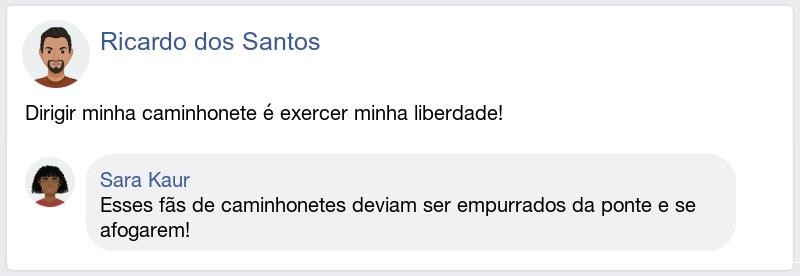 Ricardo dos Santos
Dirigir minha caminhonete é exercer minha liberdade!
Sara Kaur
Esses fãs de caminhonetes deviam ser empurrados da ponte e se
afogarem!